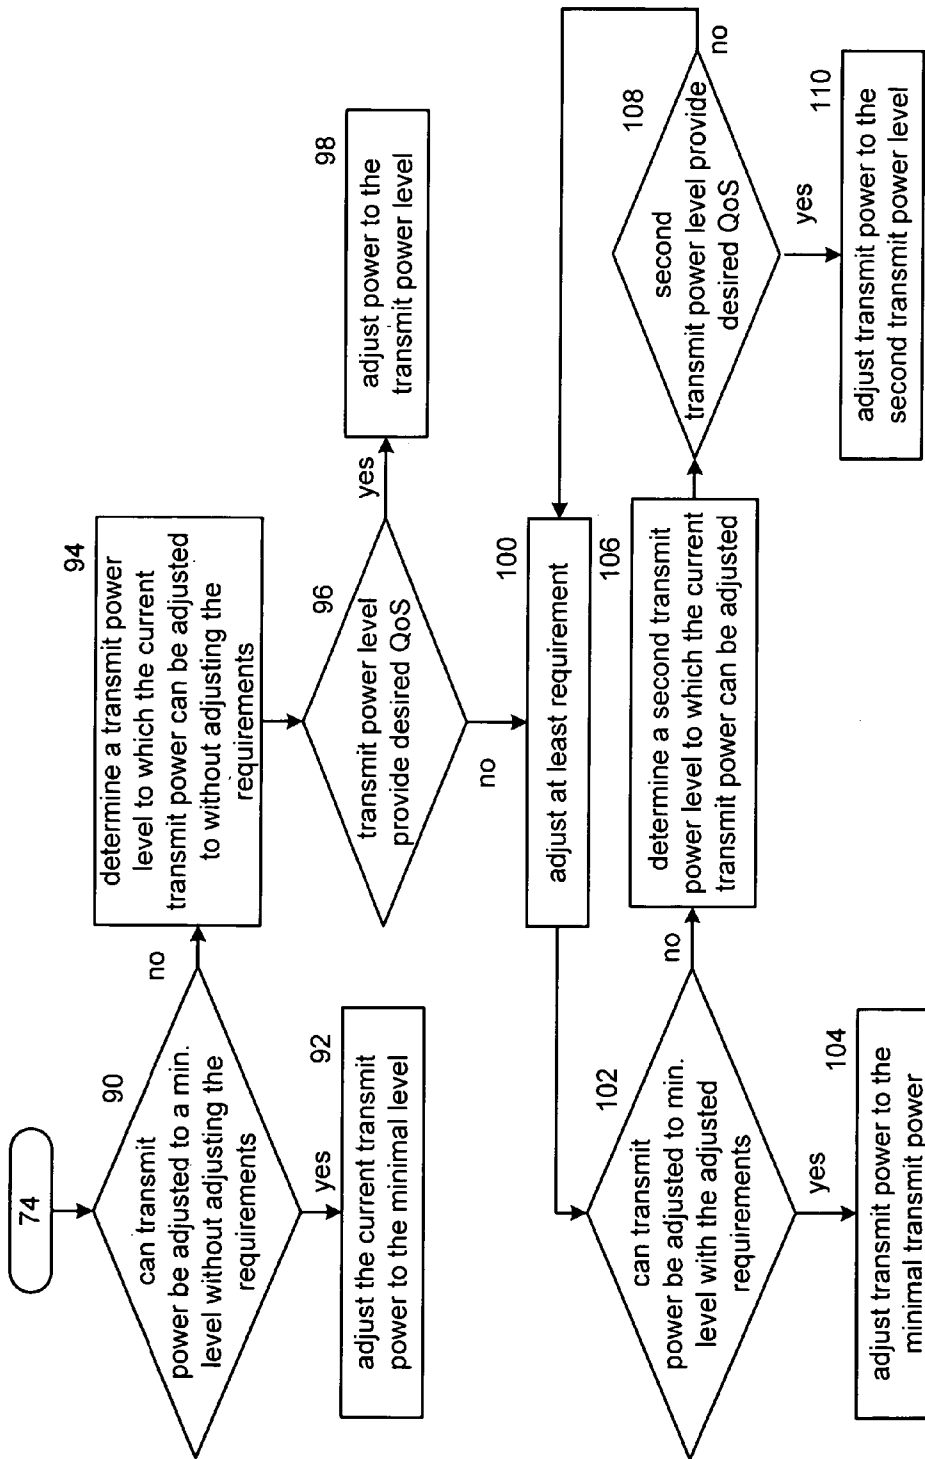 74
90
can transmit
power be adjusted to a min.
level without adjusting the
requirements
no
yes
92
adjust the current transmit
power to the minimal level
94
determine a transmit power
level to which the current
transmit power can be adjusted
to without adjusting the
requirements
96
transmit power level
provide desired QoS
yes
no
98
adjust power to the
transmit power level
100
adjust at least requirement
102
can transmit
power be adjusted to min.
level with the adjusted
requirements
no
yes
104
adjust transmit power to the
minimal transmit power
106
determine a second transmit
power level to which the current
transmit power can be adjusted
108
second
transmit power level provide
desired QoS
no
yes
110
adjust transmit power to the
second transmit power level